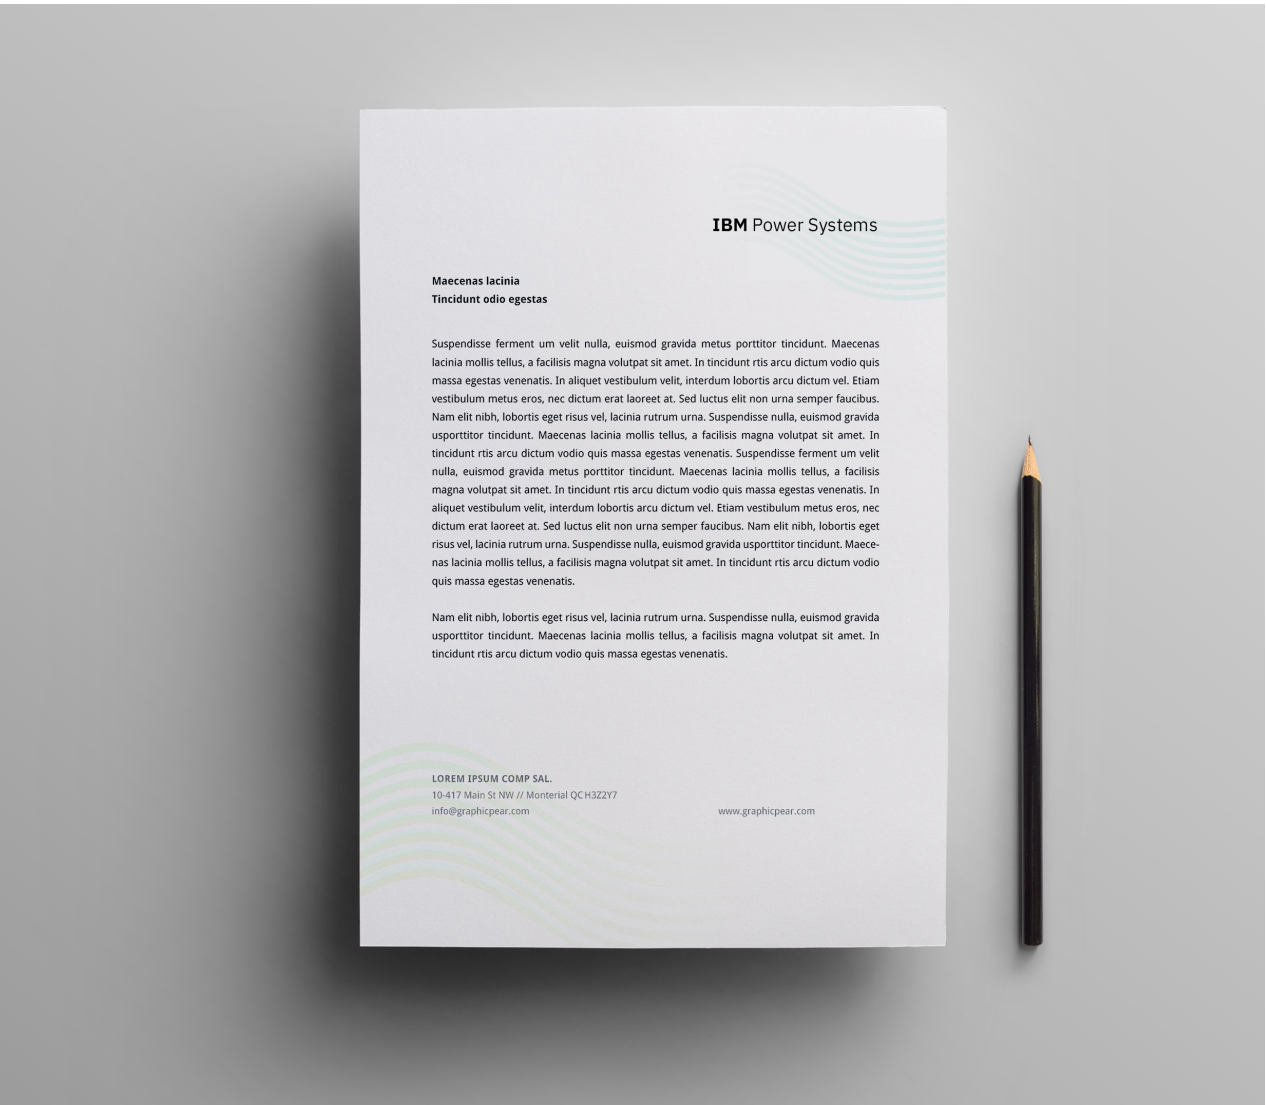 IBM Power Systems
Maecenas lacinia
Tincidunt odio egestas
Suspendisse ferment um velit nulla, euismod gravida metus porttitor tincidunt. Maecenas
lacinia mollis tellus, a facilisis magna volutpat sit amet. In tincidunt rtis arcu dictum vodio quis
massa egestas venenatis. In aliquet vestibulum velit, interdum lobortis arcu dictum vel. Etiam
vestibulum metus eros, nec dictum erat laoreet at. Sed luctus elit non urna semper faucibus.
Nam elit nibh, lobortis eget risus vel, lacinia rutrum urna. Suspendisse nulla, euismod gravida
usporttitor tincidunt. Maecenas lacinia mollis tellus, a facilisis magna volutpat sit amet. In
tincidunt rtis arcu dictum vodio quis massa egestas venenatis. Suspendisse ferment um velit
nulla, euismod gravida metus porttitor tincidunt. Maecenas lacinia mollis tellus, a facilisis
magna volutpat sit amet. In tincidunt rtis arcu dictum vodio quis massa egestas venenatis. In
aliquet vestibulum velit, interdum lobortis arcu dictum vel. Etiam vestibulum metus eros, nec
dictum erat laoreet at. Sed luctus elit non urna semper faucibus. Nam elit nibh, lobortis eget
risus vel, lacinia rutrum urna. Suspendisse nulla, euismod gravida usporttitor tincidunt. Maece-
nas lacinia mollis tellus, a facilisis magna volutpat sit amet. In tincidunt rtis arcu dictum vodio
quis massa egestas venenatis.
Nam elit nibh, lobortis eget risus vel, lacinia rutrum urna. Suspendisse nulla, euismod gravida
usporttitor tincidunt. Maecenas lacinia mollis tellus, a facilisis magna volutpat sit amet. In
tincidunt rtis arcu dictum vodio quis massa egestas venenatis.
LOREM IPSUM COMP SAL.
10-417 Main St NW // Monterial QC H3Z2Y7
info@graphicpear.com
www.graphicpear.com